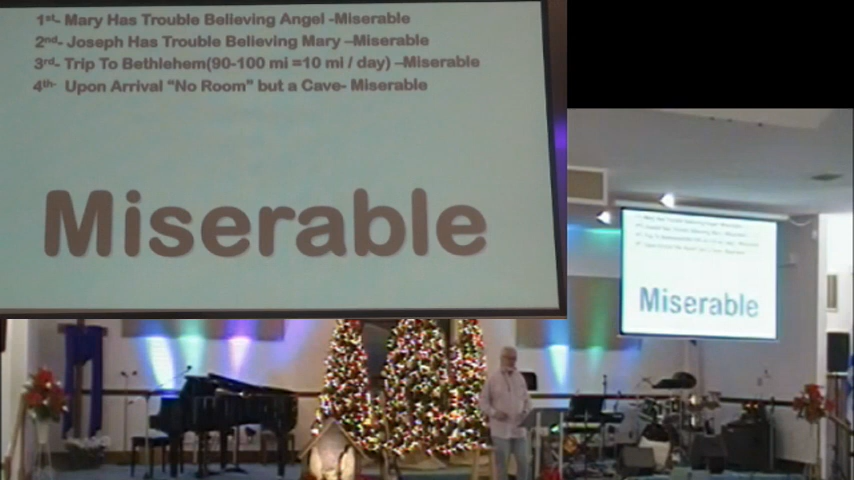 1st- Mary Has Trouble Believing Angel -Miserable
2nd- Joseph Has Trouble Believing Mary –Miserable
3rd- Trip To Bethlehem(90-100 mi =10 mi / day) –Miserable
4th- Upon Arrival "No Room" but a Cave- Miserable
Miserable
Miserable